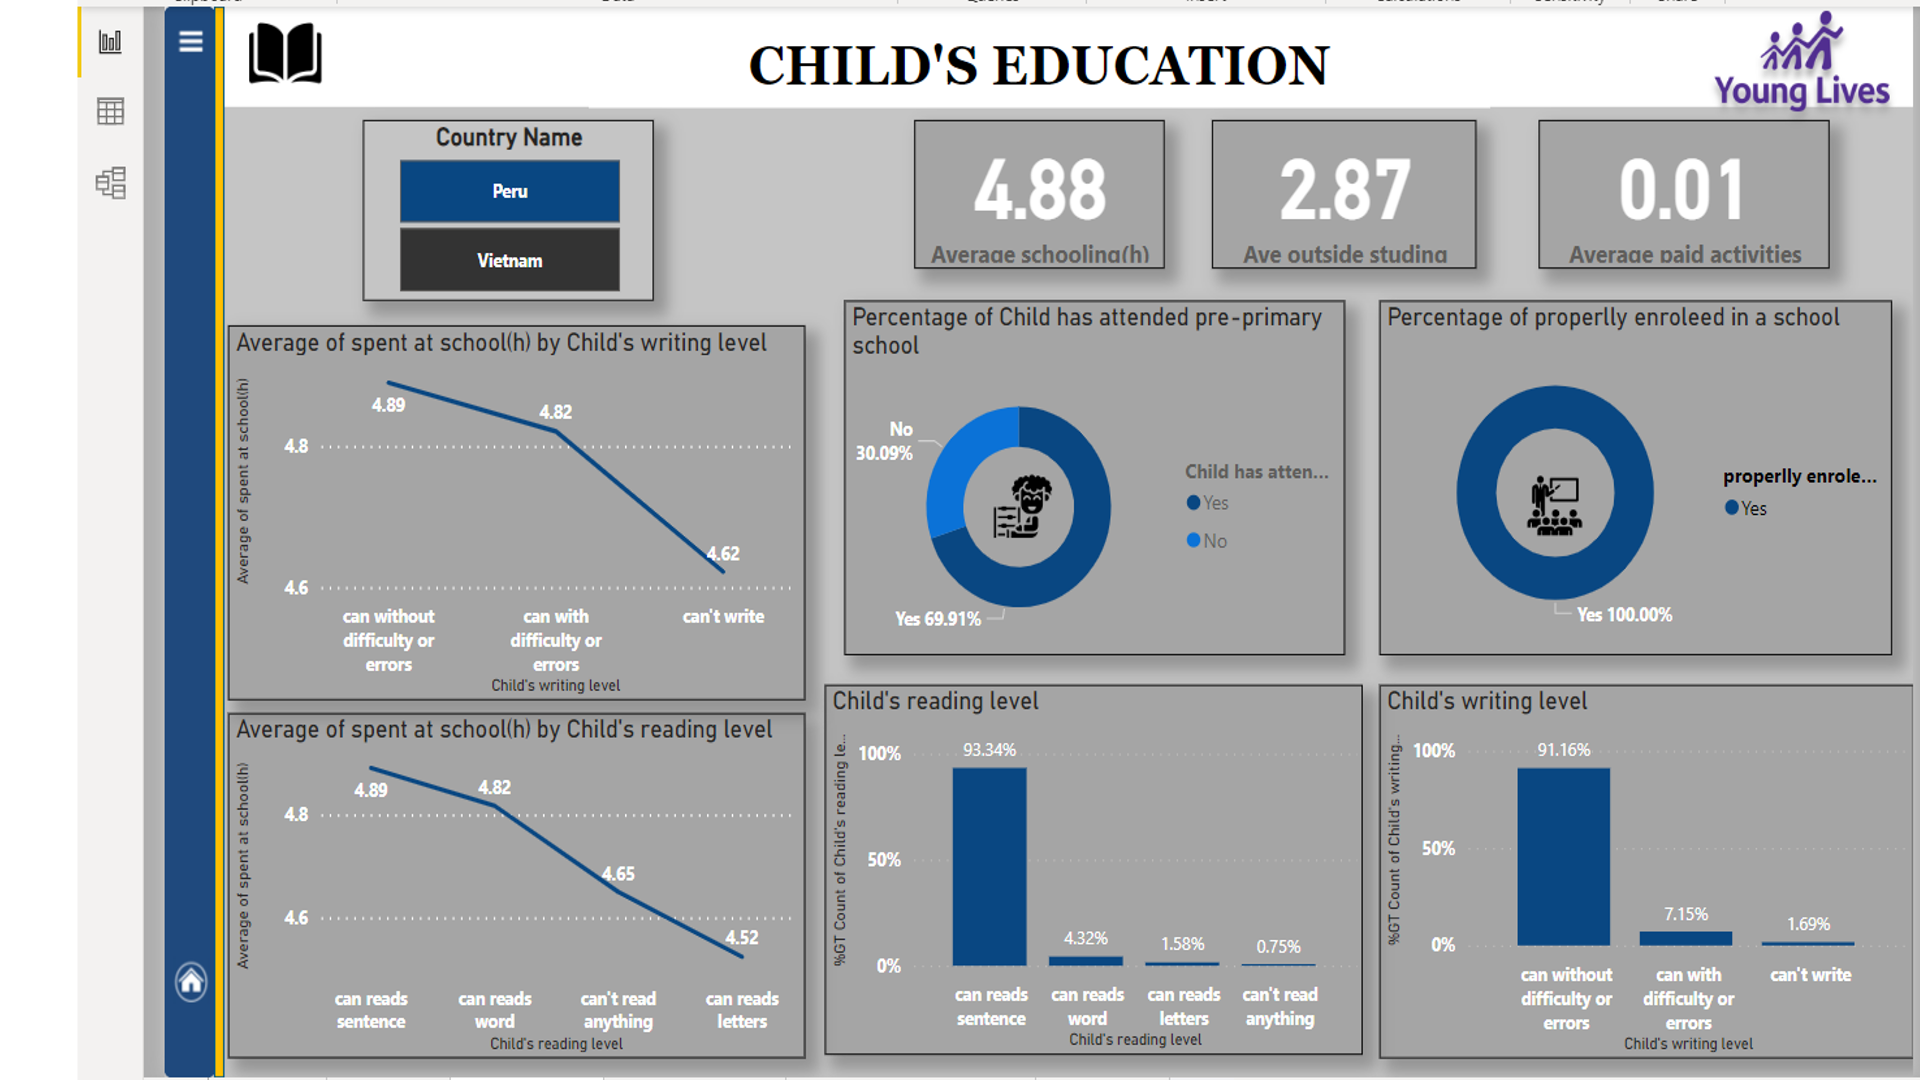 CHILD'S EDUCATION
Young Lives
Country Name
Peru
Vietnam
4.88
Average schooling(h)
2.87
Ave outside studing
0.01
Average paid activities
Average of spent at school(h) by Child's writing level
Average of spent at school(h)
4.8
4.6
4.89
4.82
4.62
can without
difficulty or
errors
can with
difficulty or
errors
can't write
Child's writing level
Percentage of Child has attended pre-primary
school
No
30.09%
Yes 69.91%
Child has atten...
Yes
No
Percentage of properlly enroleed in a school
properlly enrole...
Yes
Yes 100.00%
Average of spent at school(h) by Child's reading level
Average of spent at school(h)
4.8
4.6
4.89
4.82
4.65
4.52
can reads
sentence
can reads
word
can't read
anything
can reads
letters
Child's reading level
Child's reading level
%GT Count of Child's reading le...
100%
50%
0%
93.34%
4.32%
1.58%
0.75%
can reads
sentence
can reads
word
can reads
letters
can't read
anything
Child's reading level
Child's writing level
%GT Count of Child's writing...
100%
50%
0%
91.16%
7.15%
1.69%
can without
difficulty or
errors
can with
difficulty or
errors
can't write
Child's writing level